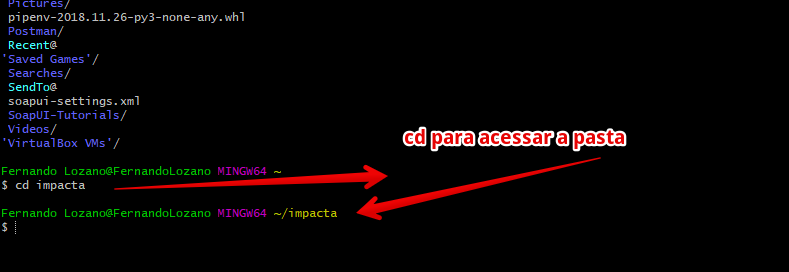 Pictures/
pipenv-2018.11.26-py3-none-any.whl
Postman/
Recent@
'Saved Games'/
Searches/
SendTo@
soapui-settings.xml
SoapUI-Tutorials/
Videos/
'VirtualBox VMs'/
cd para acessar a pasta
Fernando Lozano@FernandoLozano MINGW64 ~
$ cd impacta
Fernando Lozano@FernandoLozano MINGW64 ~/impacta
$